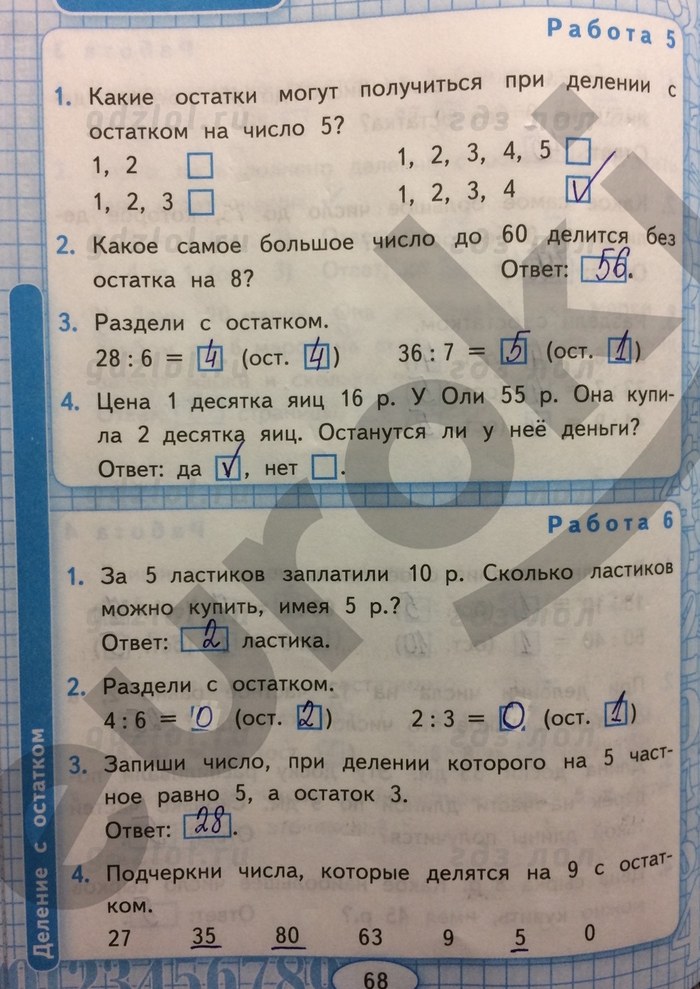 Работа 5
1. Какие остатки могут получиться при делении с
остатком на число 5?
1, 2 ☐ 1, 2, 3, 4, 5 ☐
1, 2, 3 ☐ 1, 2, 3, 4 ☑
2. Какое самое большое число до 60 делится без
остатка на 8? Ответ: 56.
3. Раздели с остатком.
28 : 6 = 4 (ост. 4) 36 : 7 = 5 (ост. 1)
4. Цена 1 десятка яиц 16 р. У Оли 55 р. Она купи-
ла 2 десятка яиц. Останутся ли у неё деньги?
Ответ: да ☑, нет ☐.
Работа 6
1. За 5 ластиков заплатили 10 р. Сколько ластиков
можно купить, имея 5 р.?
Ответ: 2 ластика.
2. Раздели с остатком.
4 : 6 = 0 (ост. 2) 2 : 3 = 0 (ост. 1)
3. Запиши число, при делении которого на 5 част-
ное равно 5, а остаток 3.
Ответ: 28.
4. Подчеркни числа, которые делятся на 9 с остат-
ком.
27 35 80 63 9 5 0
Деление с остатком
68
euroki